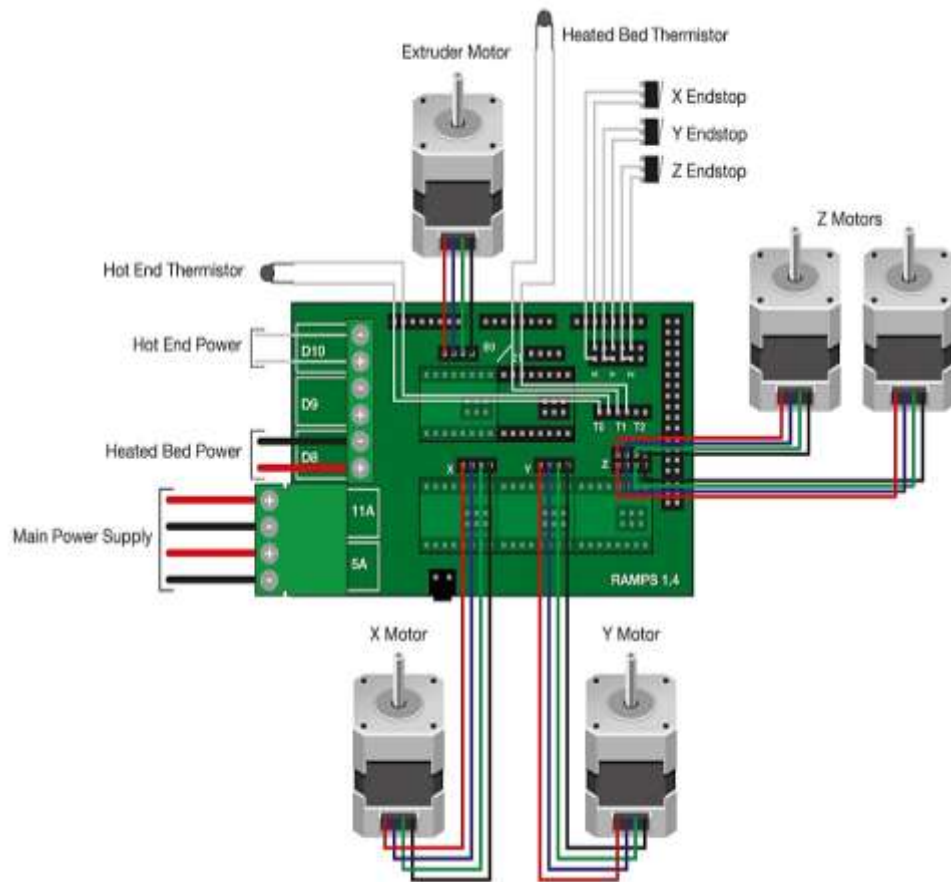 Heated Bed Thermistor
Extruder Motor
X Endstop
Y Endstop
Z Endstop
Z Motors
Hot End Thermistor
Hot End Power
D10
D9
Heated Bed Power
D8
T0 T1 T2
X
Y
Z
Main Power Supply
11A
5A
RAMPS 1,4
X Motor
Y Motor